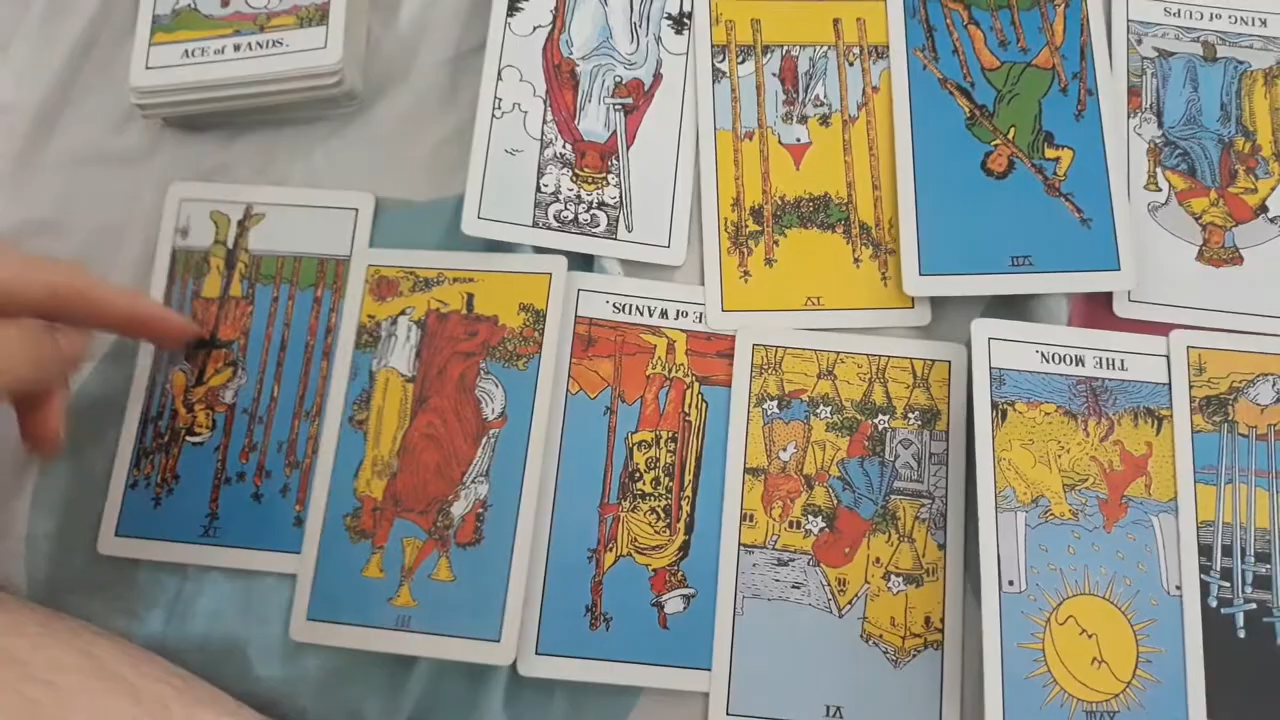 ACE of WANDS.
KING of CUPS
IV
VII
E of WANDS.
THE MOON.
IX
III
VI
XVIII